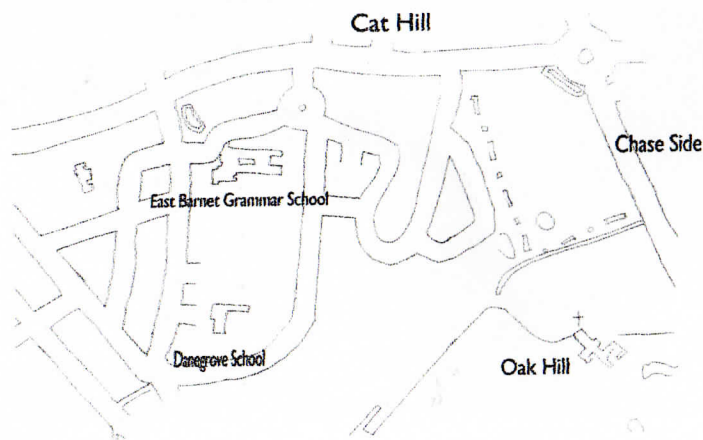 Cat Hill
Chase Side
East Barnet Grammar School
Danegrove School
Oak Hill